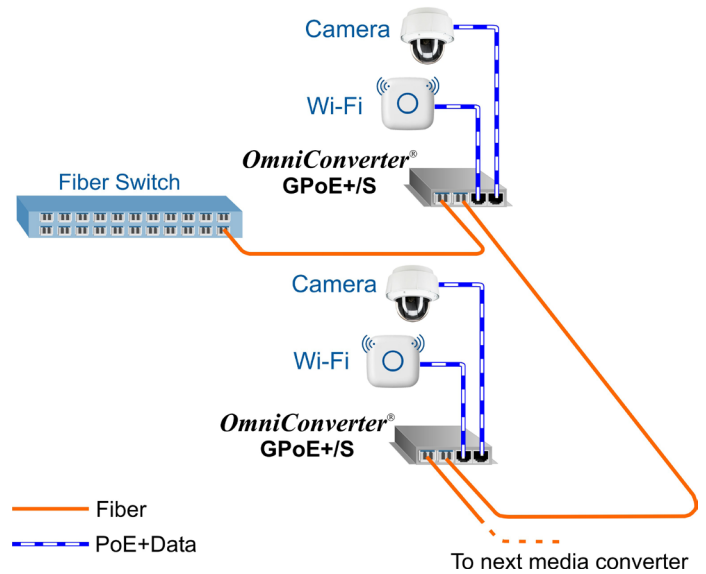 Camera
Wi-Fi
OmniConverter®
GPoE+/S
Fiber Switch
Camera
Wi-Fi
OmniConverter®
GPoE+/S
Fiber
PoE+Data
To next media converter